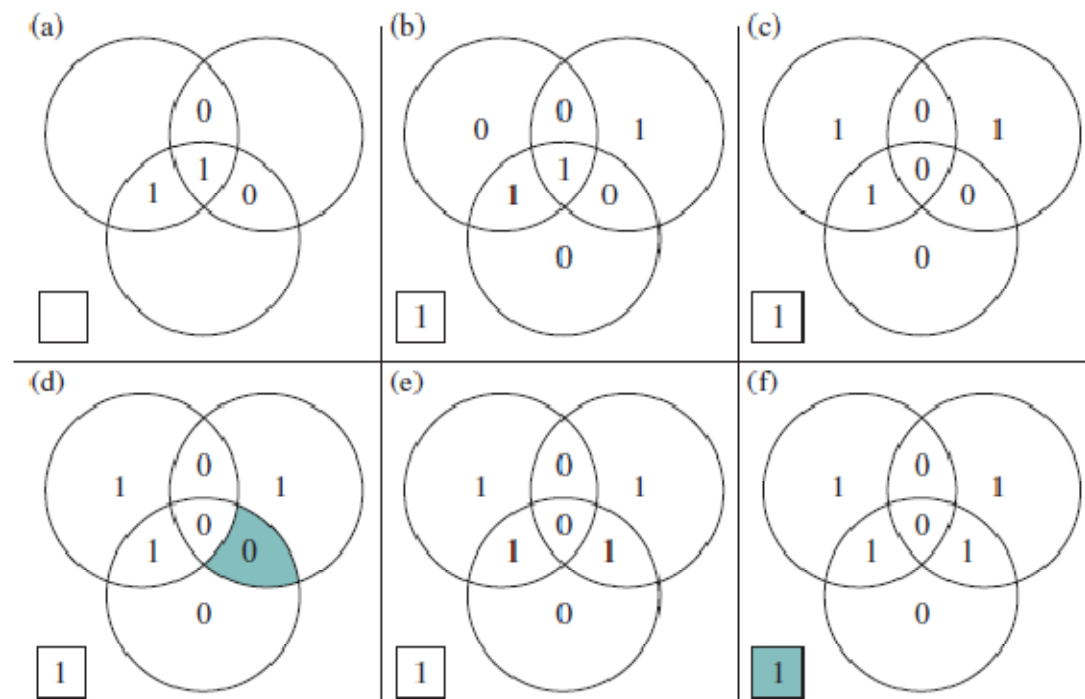 (a) (b) (c)
0 0 0
0 1 1 1
1 1 0
1 0 1 0 1 0
0 0
1 1
(d) (e) (f)
0 0 0
1 1 1 1 1 1
0 0 0
1 0 1 1 1 1
0 0 0
1 1 1